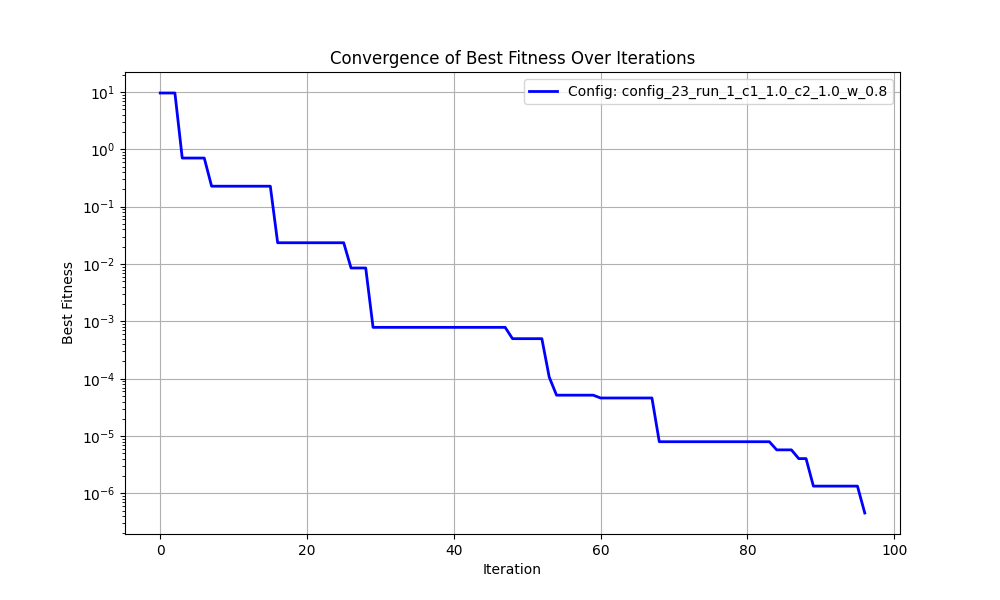 Convergence of Best Fitness Over Iterations
Config: config_23_run_1_c1_1.0_c2_1.0_w_0.8
Best Fitness
10¹
10⁰
10⁻¹
10⁻²
10⁻³
10⁻⁴
10⁻⁵
10⁻⁶
0 20 40 60 80 100
Iteration